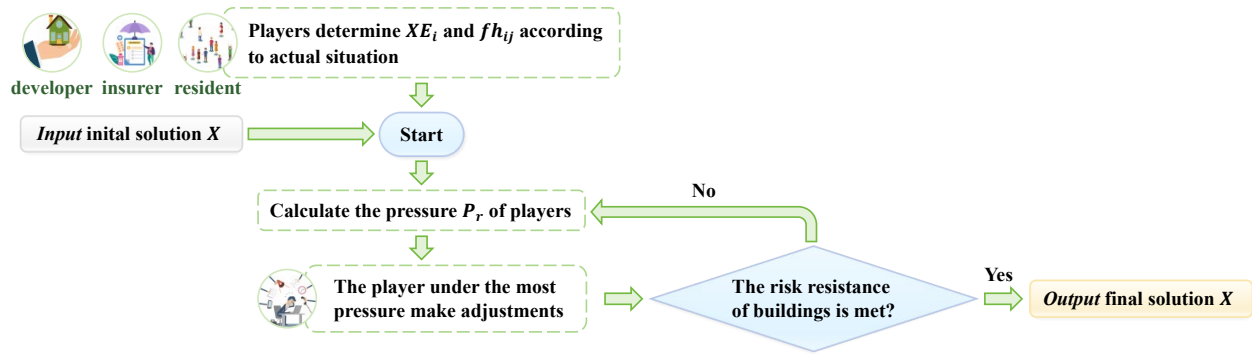 Players determine XE_i and fh_ij according
to actual situation
developer insurer resident
Input inital solution X
Start
No
Calculate the pressure P_r of players
The player under the most
pressure make adjustments
The risk resistance
of buildings is met?
Yes
Output final solution X